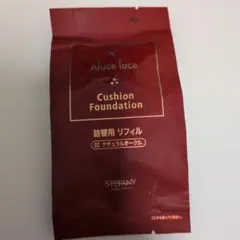 Aluce luce
Cushion
Foundation
詰替用 リフィル
02 ナチュラルオークル
STEFANY